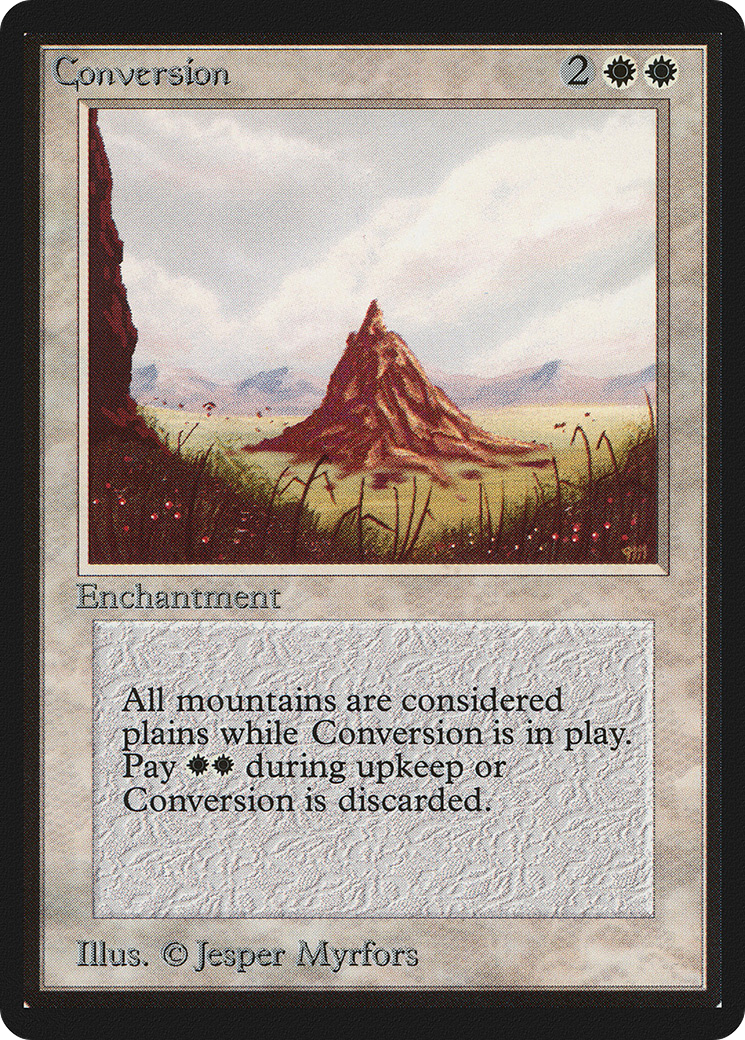 Conversion 2
Enchantment
All mountains are considered
plains while Conversion is in play.
Pay during upkeep or
Conversion is discarded.
Illus. © Jesper Myrfors